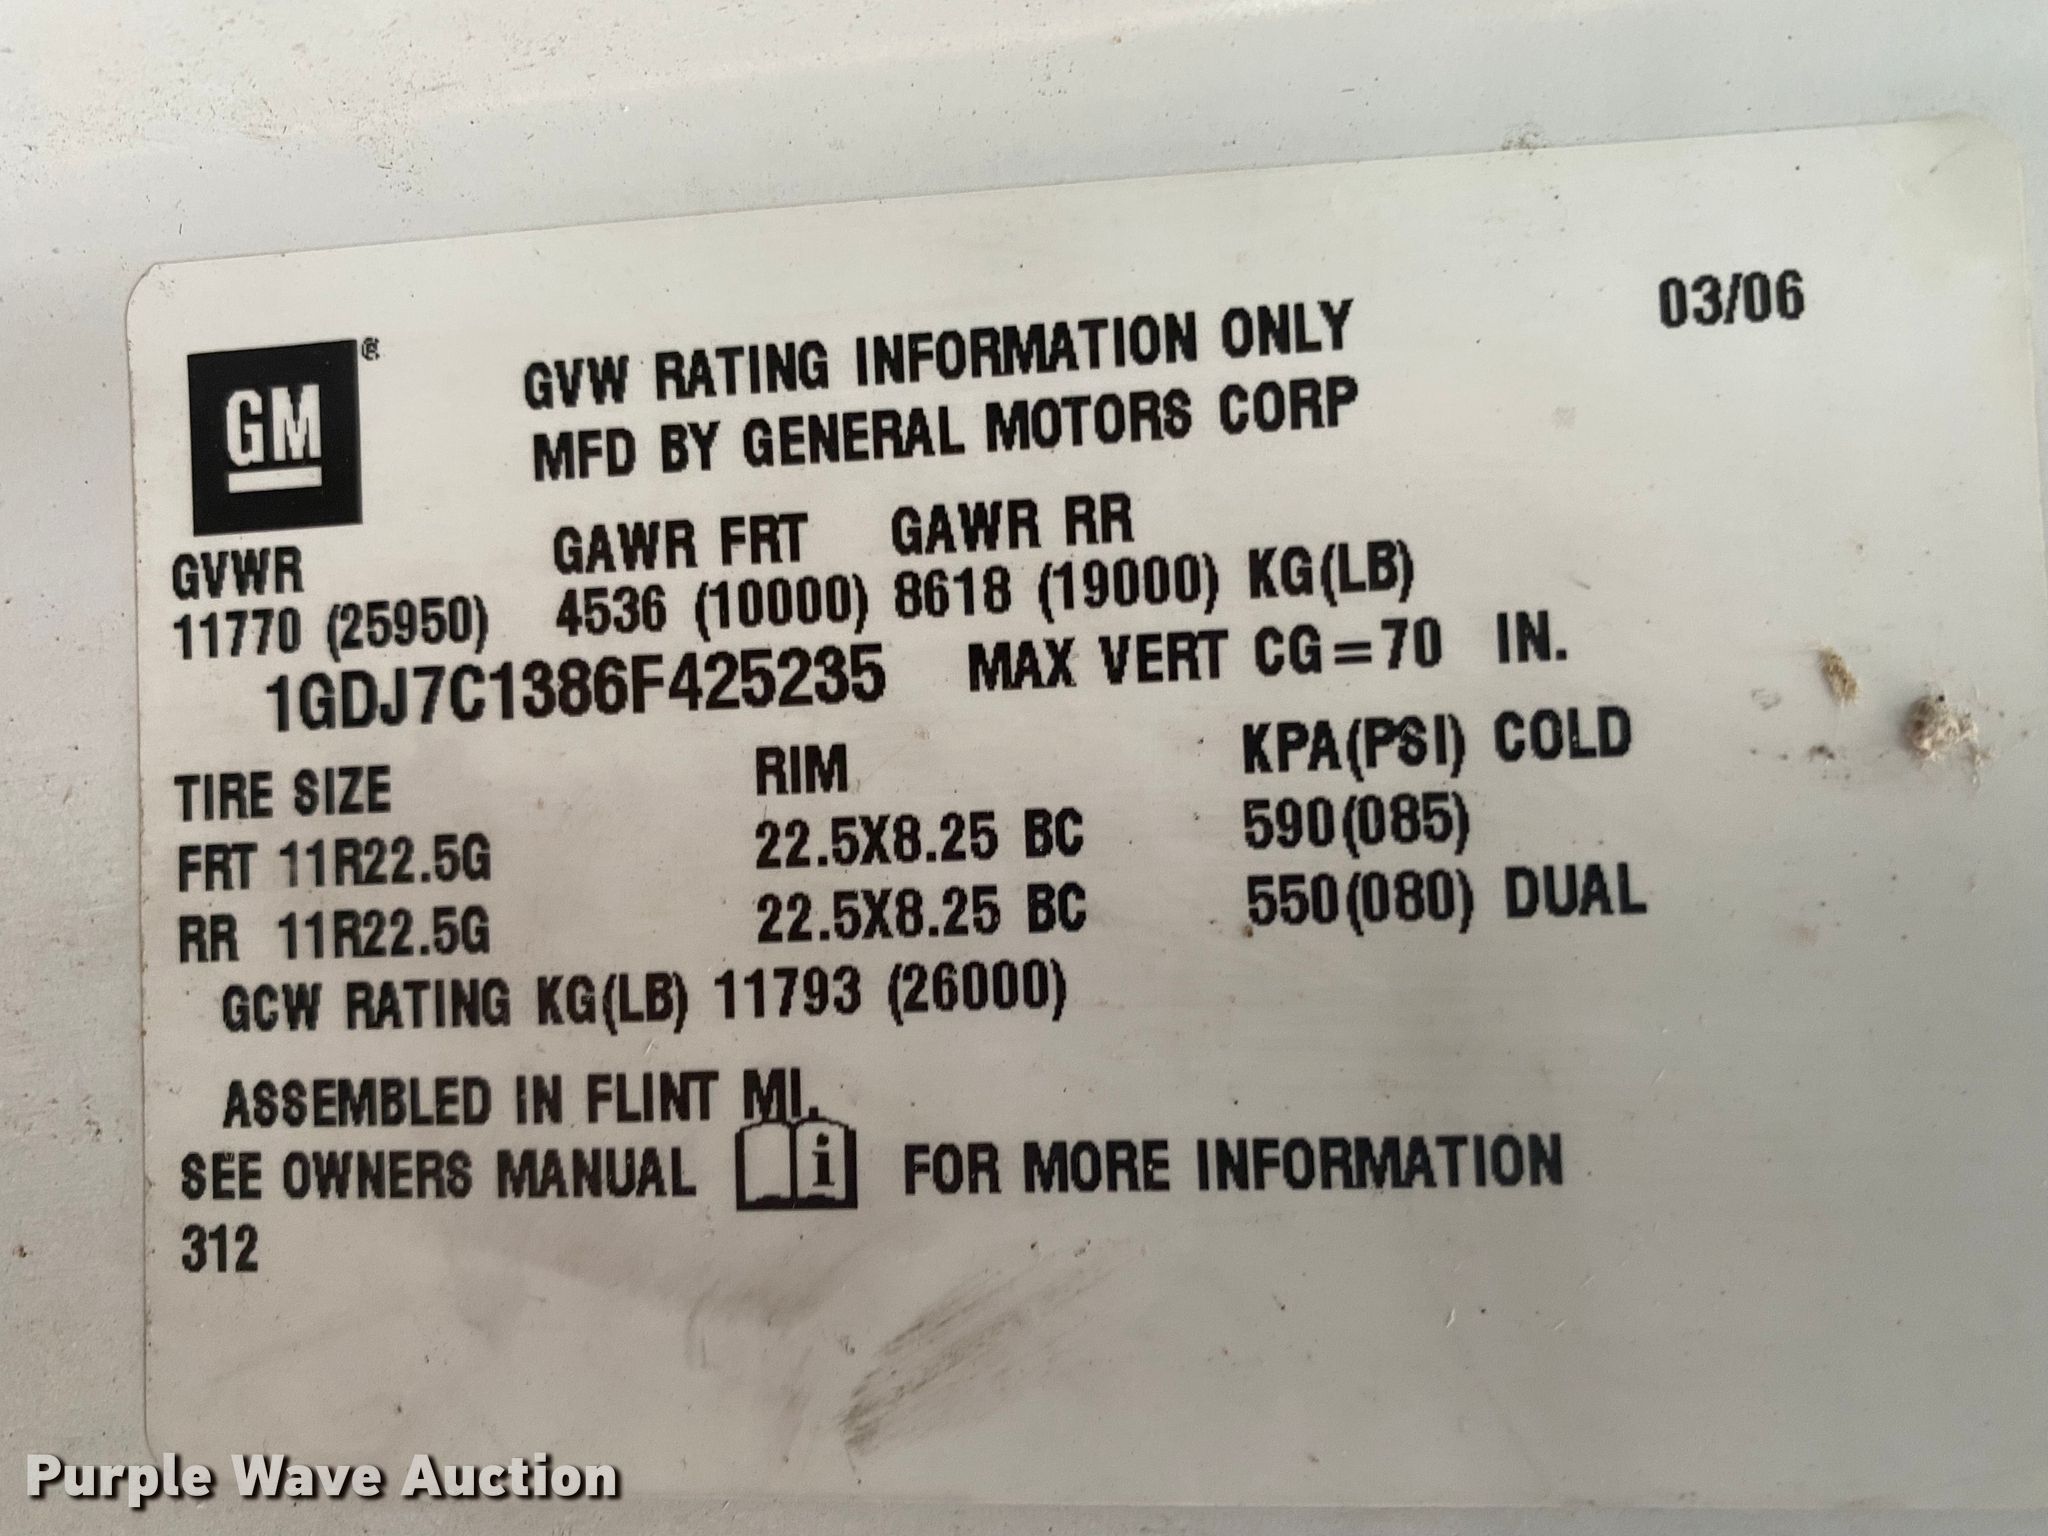 03/06
GM®
GVW RATING INFORMATION ONLY
MFD BY GENERAL MOTORS CORP
GVWR GAWR FRT GAWR RR
11770 (25950) 4536 (10000) 8618 (19000) KG(LB)
1GDJ7C1386F425235 MAX VERT CG=70 IN.
TIRE SIZE RIM KPA(PSI) COLD
FRT 11R22.5G 22.5X8.25 BC 590(085)
RR 11R22.5G 22.5X8.25 BC 550(080) DUAL
GCW RATING KG(LB) 11793 (26000)
ASSEMBLED IN FLINT MI.
SEE OWNERS MANUAL i FOR MORE INFORMATION
312
Purple Wave Auction